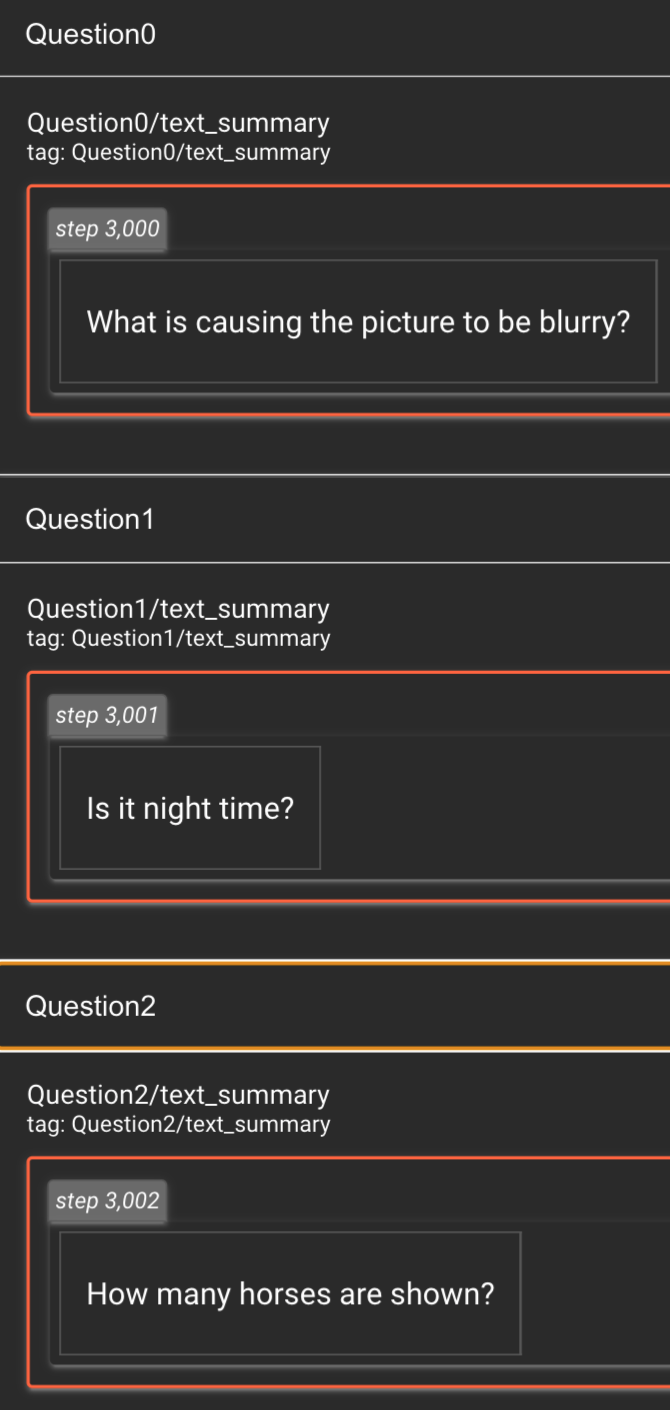 Question0
Question0/text_summary
tag: Question0/text_summary
step 3,000
What is causing the picture to be blurry?
Question1
Question1/text_summary
tag: Question1/text_summary
step 3,001
Is it night time?
Question2
Question2/text_summary
tag: Question2/text_summary
step 3,002
How many horses are shown?